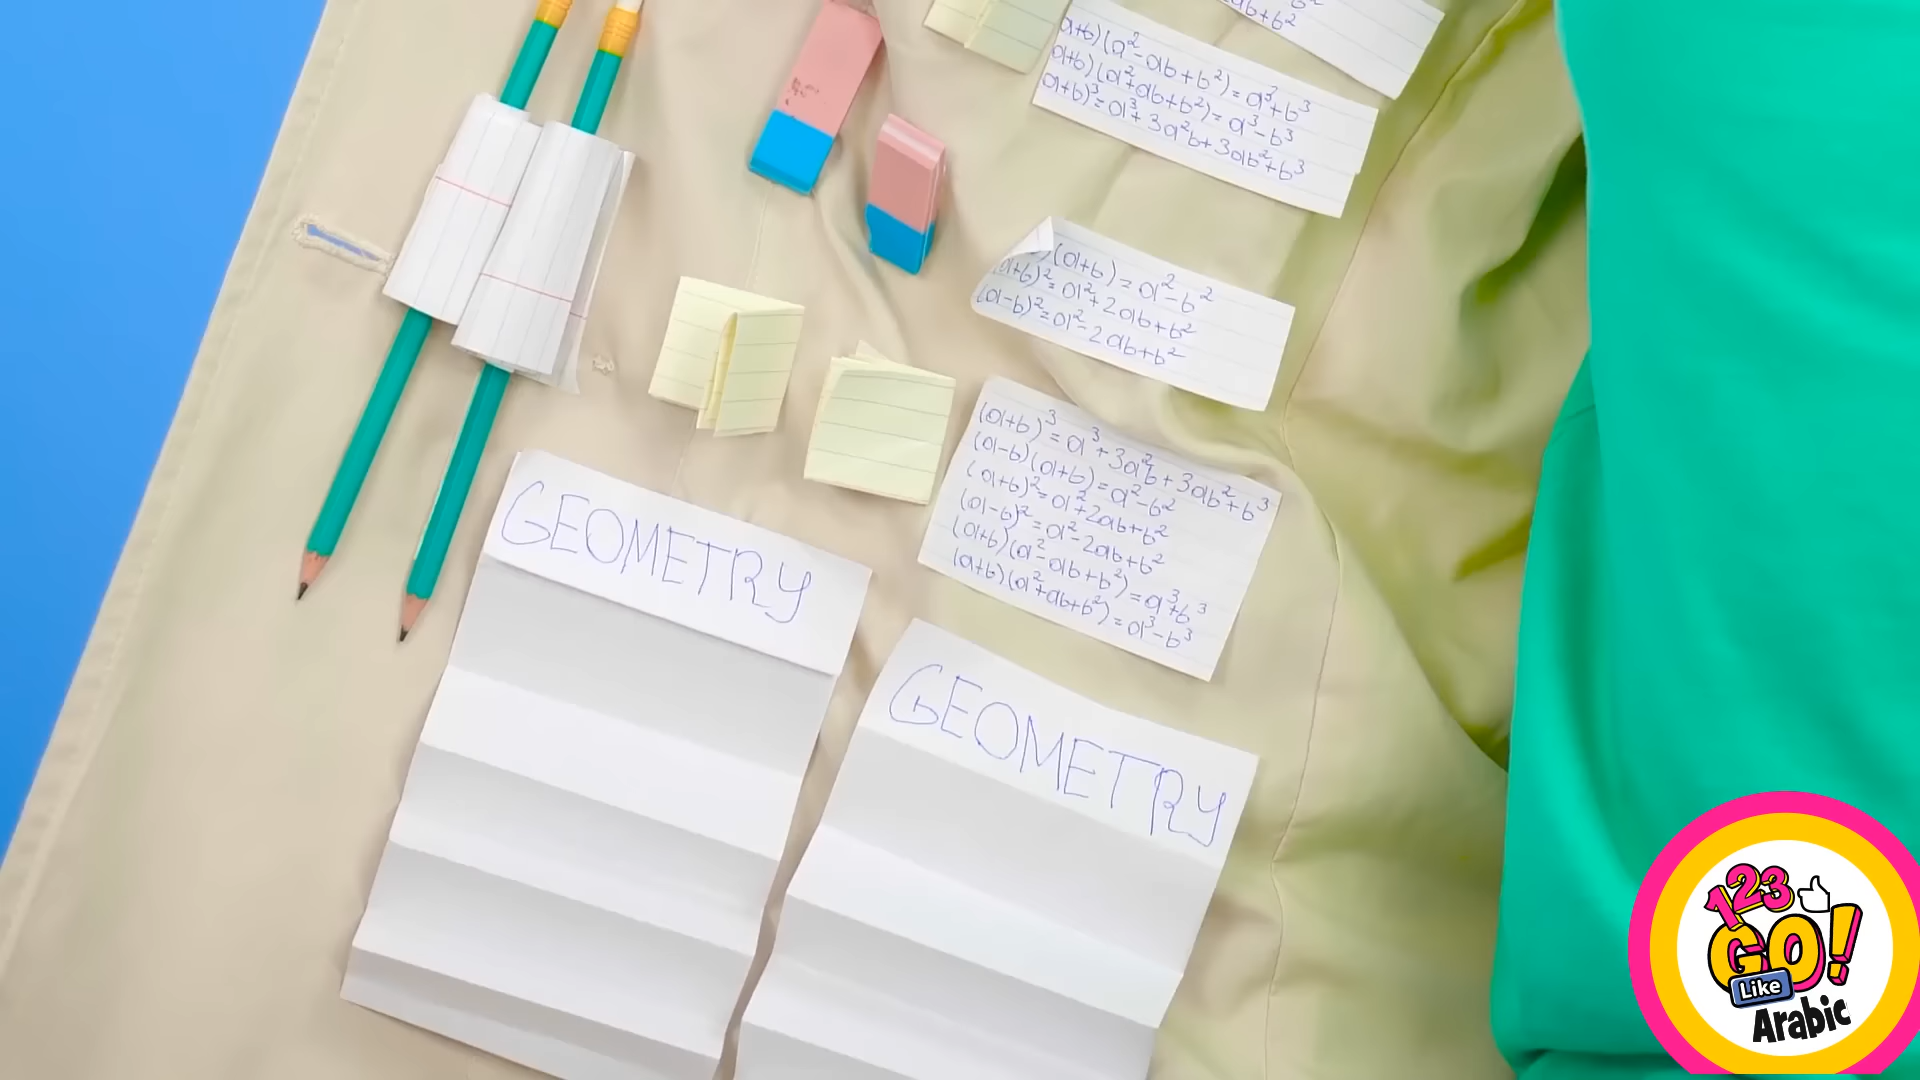 ab+b²
a+b)(a²-ab+b²)=a³+b³
a+b)(a²+ab+b²)=a³-b³
a+b)³=a³+3a²b+3ab²+b³
)(a+b)=a²-b²
(a+b)²=a²+2ab+b²
(a-b)²=a²-2ab+b²
(a+b)³=a³+3a²b+3ab²+b³
(a-b)(a+b)=a²-b²
(a+b)²=a²+2ab+b²
(a-b)²=a²-2ab+b²
(a+b)(a²-ab+b²)=a³+b³
(a+b)(a²+ab+b²)=a³-b³
GEOMETRY
GEOMETRY
123
GO!
Like
Arabic